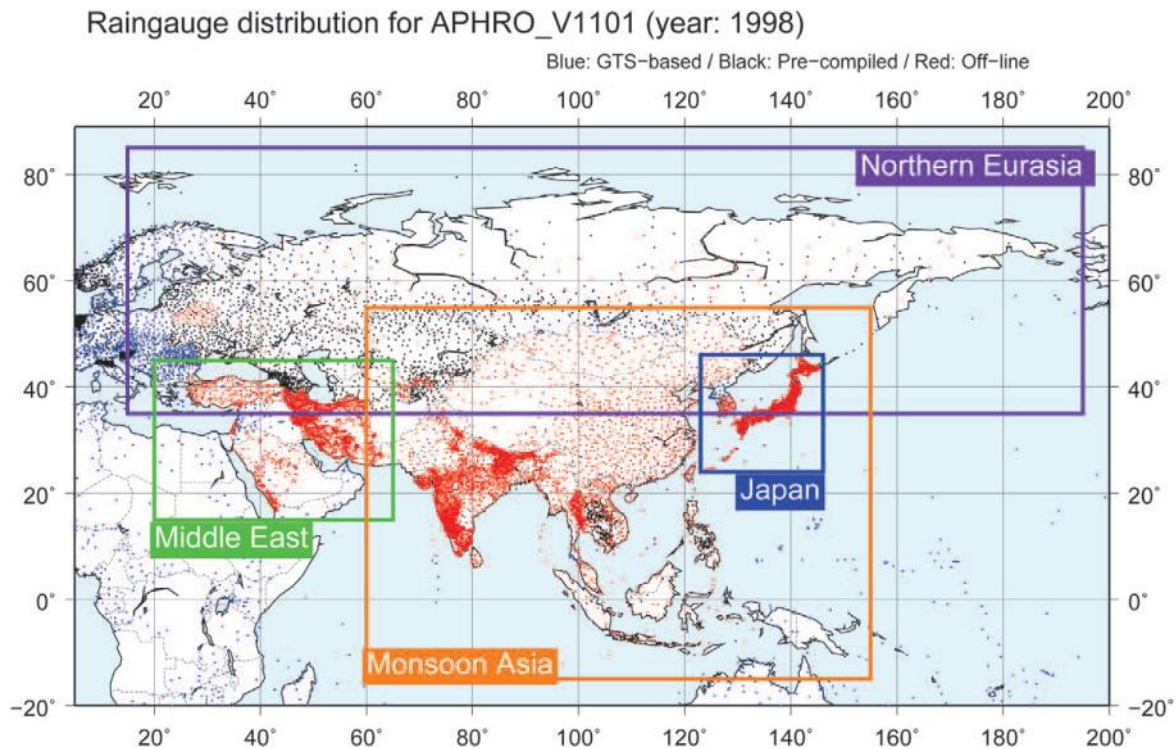 Raingauge distribution for APHRO_V1101 (year: 1998)
Blue: GTS−based / Black: Pre−compiled / Red: Off−line
20˚ 40˚ 60˚ 80˚ 100˚ 120˚ 140˚ 160˚ 180˚ 200˚
Northern Eurasia
80˚ 80˚
60˚ 60˚
40˚ 40˚
Japan
20˚ 20˚
Middle East
0˚ 0˚
Monsoon Asia
−20˚ −20˚
20˚ 40˚ 60˚ 80˚ 100˚ 120˚ 140˚ 160˚ 180˚ 200˚